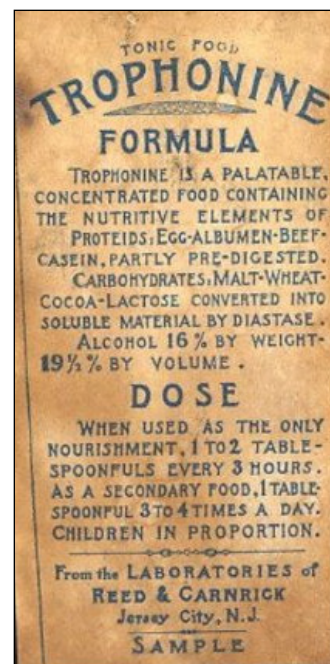 TONIC FOOD
TROPHONINE
FORMULA
TROPHONINE IS A PALATABLE,
CONCENTRATED FOOD CONTAINING
THE NUTRITIVE ELEMENTS OF
PROTEIDS: EGG-ALBUMEN-BEEF-
CASEIN, PARTLY PRE-DIGESTED.
CARBOHYDRATES: MALT-WHEAT-
COCOA-LACTOSE CONVERTED INTO
SOLUBLE MATERIAL BY DIASTASE.
ALCOHOL 16% BY WEIGHT-
19½% BY VOLUME.
DOSE
WHEN USED AS THE ONLY
NOURISHMENT, 1 TO 2 TABLE-
SPOONFULS EVERY 3 HOURS.
AS A SECONDARY FOOD, 1 TABLE-
SPOONFUL 3 TO 4 TIMES A DAY.
CHILDREN IN PROPORTION.
From the LABORATORIES of
REED & CARNRICK
Jersey City, N.J.
SAMPLE